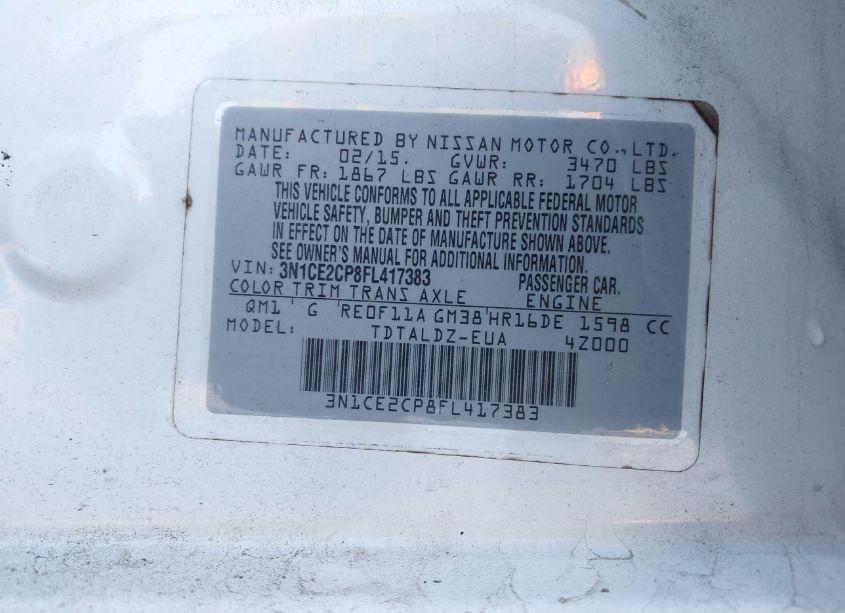 MANUFACTURED BY NISSAN MOTOR CO., LTD.
DATE: 02/15. GVWR: 3470 LBS
GAWR FR: 1867 LBS GAWR RR: 1704 LBS
THIS VEHICLE CONFORMS TO ALL APPLICABLE FEDERAL MOTOR
VEHICLE SAFETY, BUMPER AND THEFT PREVENTION STANDARDS
IN EFFECT ON THE DATE OF MANUFACTURE SHOWN ABOVE.
SEE OWNER'S MANUAL FOR ADDITIONAL INFORMATION.
VIN: 3N1CE2CP8FL417383 PASSENGER CAR.
COLOR TRIM TRANS AXLE ENGINE
QM1 ' G 'RE0F11A GM38'HR16DE 1598 CC
MODEL: TDTALDZ-EUA 4Z000
3N1CE2CP8FL417383